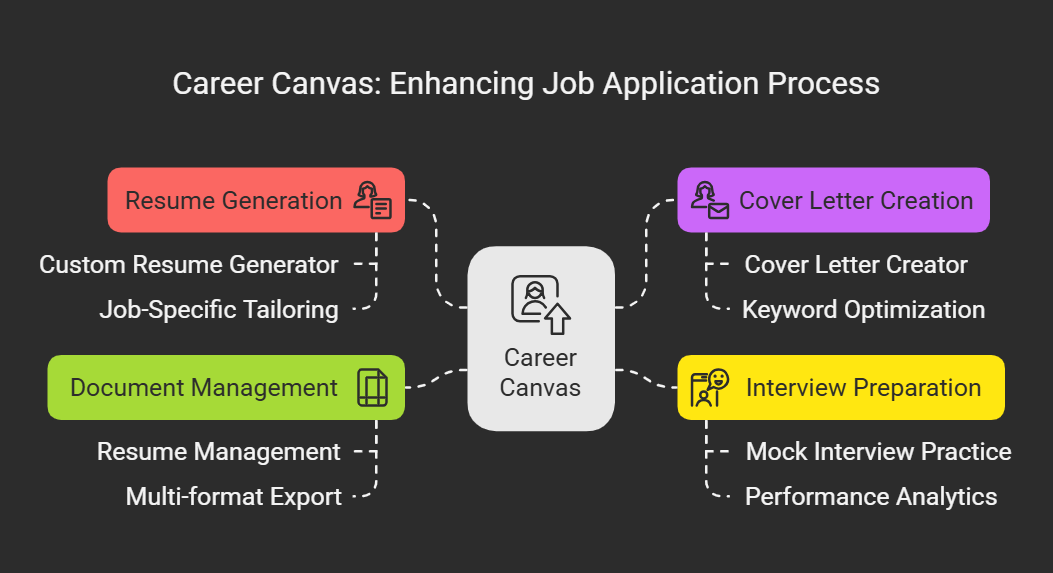 Career Canvas: Enhancing Job Application Process
Resume Generation
Custom Resume Generator
Job-Specific Tailoring
Document Management
Resume Management
Multi-format Export
Career
Canvas
Cover Letter Creation
Cover Letter Creator
Keyword Optimization
Interview Preparation
Mock Interview Practice
Performance Analytics